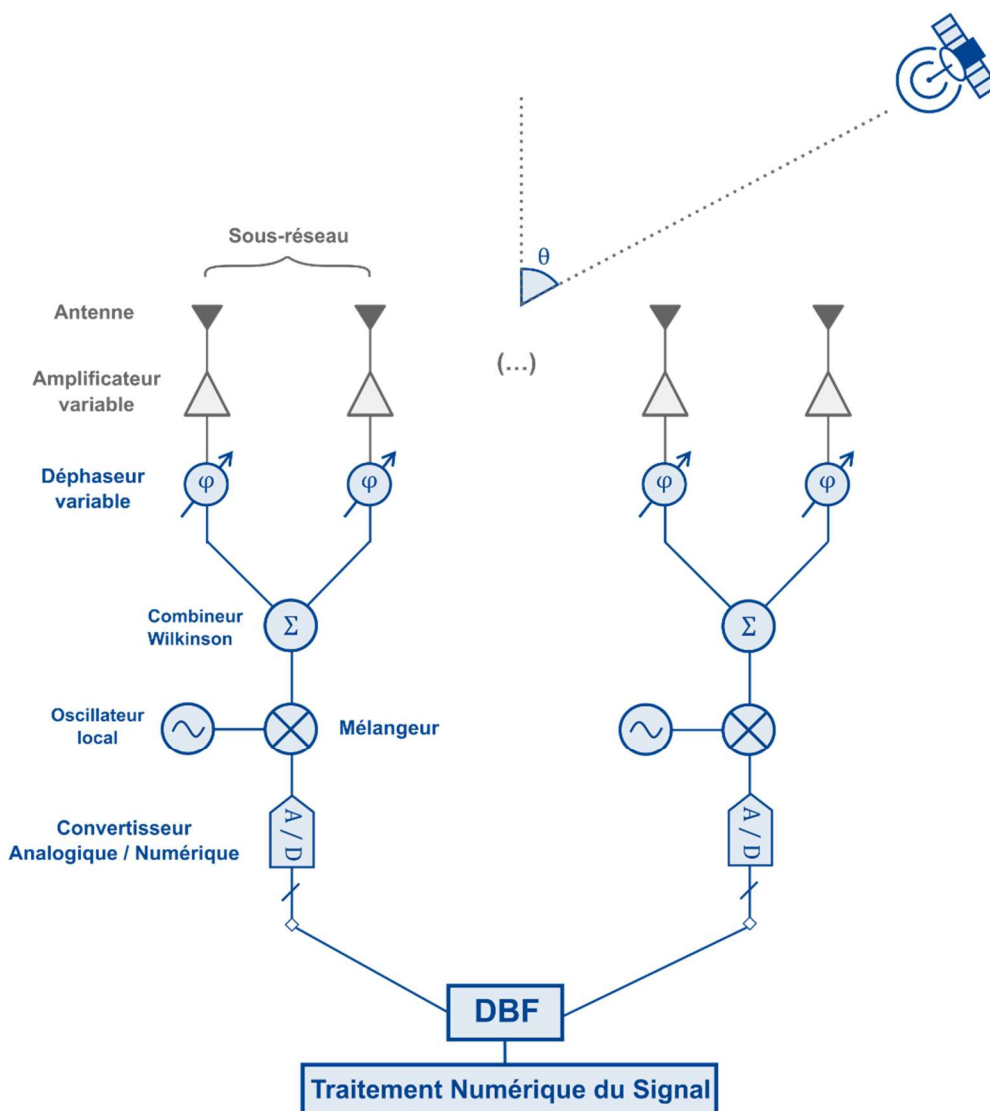 Sous-réseau
θ
Antenne
(...)
Amplificateur
variable
Déphaseur
variable
φ
φ
φ
φ
Combineur
Wilkinson
Σ
Σ
Oscillateur
local
Mélangeur
Convertisseur
Analogique / Numérique
A / D
A / D
DBF
Traitement Numérique du Signal